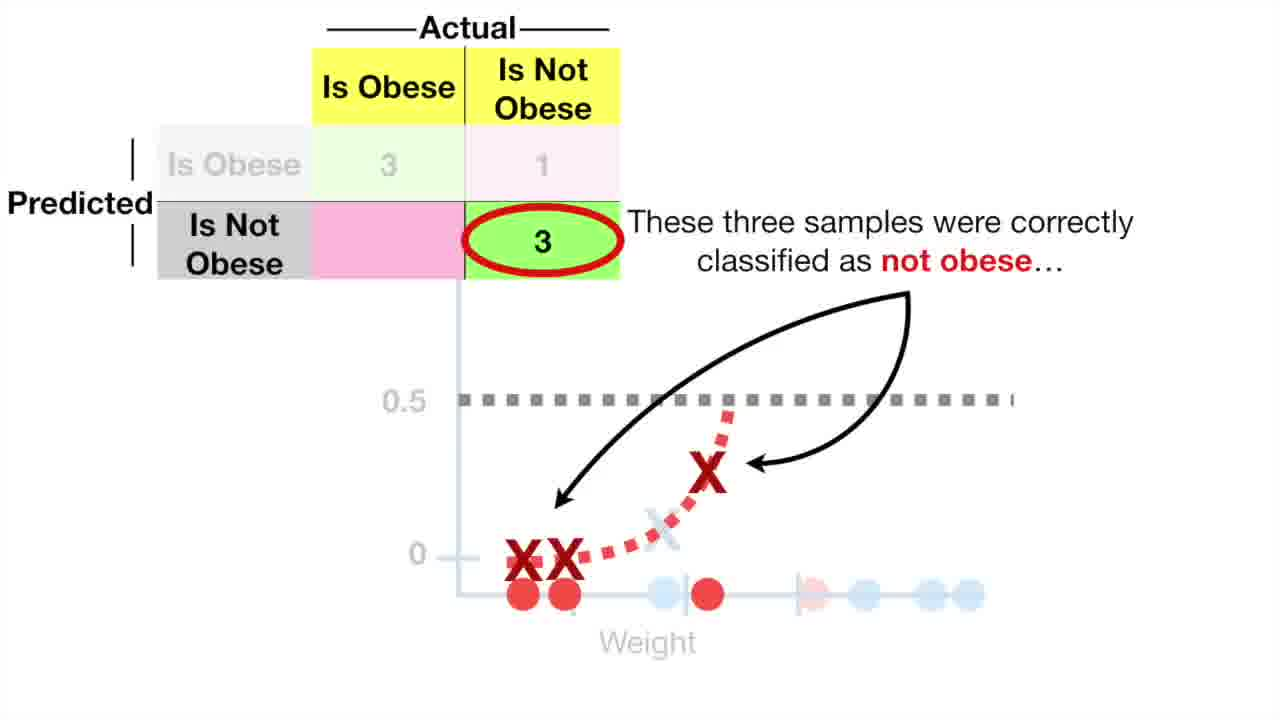 Actual
Is Obese
Is Not
Obese
Is Obese 3 1
Predicted
Is Not
Obese
3
These three samples were correctly
classified as not obese…
0.5
X
X
0
X X
Weight